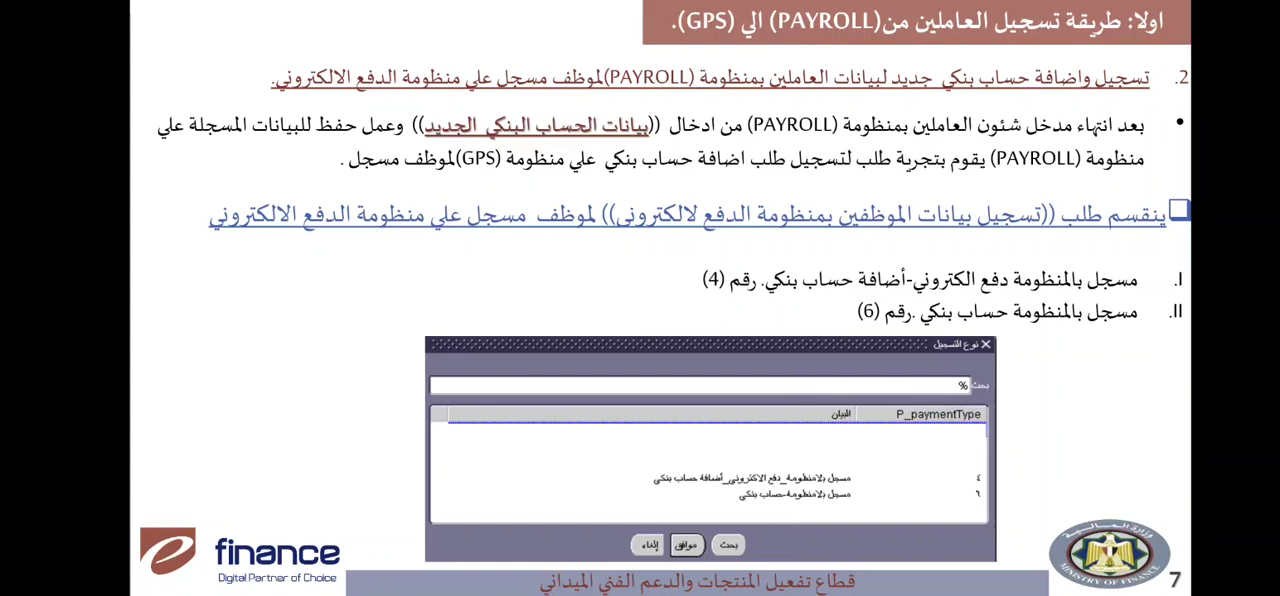 اولا: طريقة تسجيل العاملين من(PAYROLL) الي (GPS).
2. تسجيل واضافة حساب بنكي جديد لبيانات العاملين بمنظومة (PAYROLL)لموظف مسجل علي منظومة الدفع الالكتروني.
• بعد انتهاء مدخل شئون العاملين بمنظومة (PAYROLL) من ادخال ((بيانات الحساب البنكي الجديد)) وعمل حفظ للبيانات المسجلة علي
منظومة (PAYROLL) يقوم بتجربة طلب لتسجيل طلب اضافة حساب بنكي علي منظومة (GPS)لموظف مسجل .
ينقسم طلب ((تسجيل بيانات الموظفين بمنظومة الدفع لالكتروني)) لموظف مسجل علي منظومة الدفع الالكتروني
I. مسجل بالمنظومة دفع الكتروني-أضافة حساب بنكي. رقم (4)
II. مسجل بالمنظومة حساب بنكي .رقم (6)
نوع التسجيل
بحث %
P_paymentType البيان
٤ مسجل بلامنظومة_دفع الاكتروني_أضافة حساب بنكي
٦ مسجل بلامنظومة-حساب بنكي
بحث موافق إلغاء
e finance
Digital Partner of Choice
قطاع تفعيل المنتجات والدعم الفني الميداني
وزارة المالية
MINISTRY OF FINANCE
7